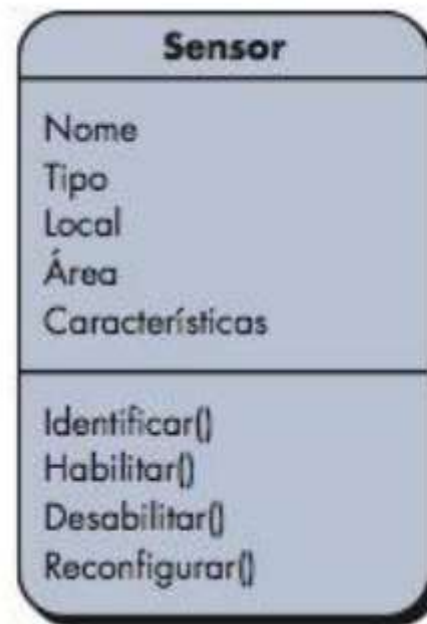 Sensor
Nome
Tipo
Local
Área
Características
Identificar()
Habilitar()
Desabilitar()
Reconfigurar()